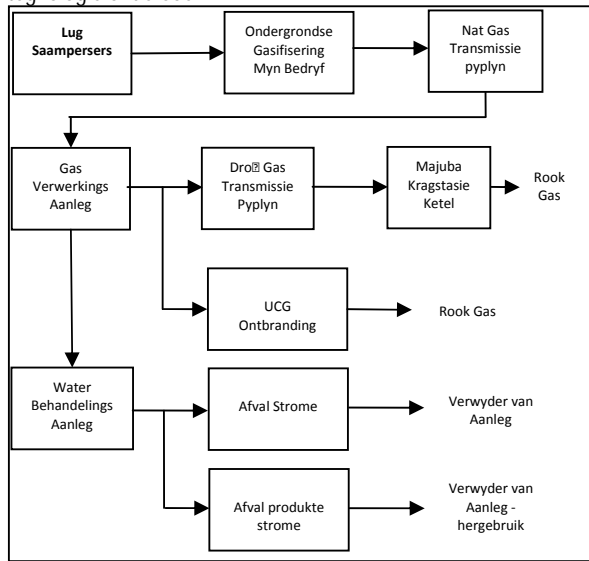 Lug
Saampersers
Ondergrondse
Gasifisering
Myn Bedryf
Nat Gas
Transmissie
pyplyn
Gas
Verwerkings
Aanleg
Dro Gas
Transmissie
Pyplyn
Majuba
Kragstasie
Ketel
Rook
Gas
UCG
Ontbranding
Rook Gas
Water
Behandelings
Aanleg
Afval Strome
Verwyder van
Aanleg
Afval produkte
strome
Verwyder van
Aanleg -
hergebruik